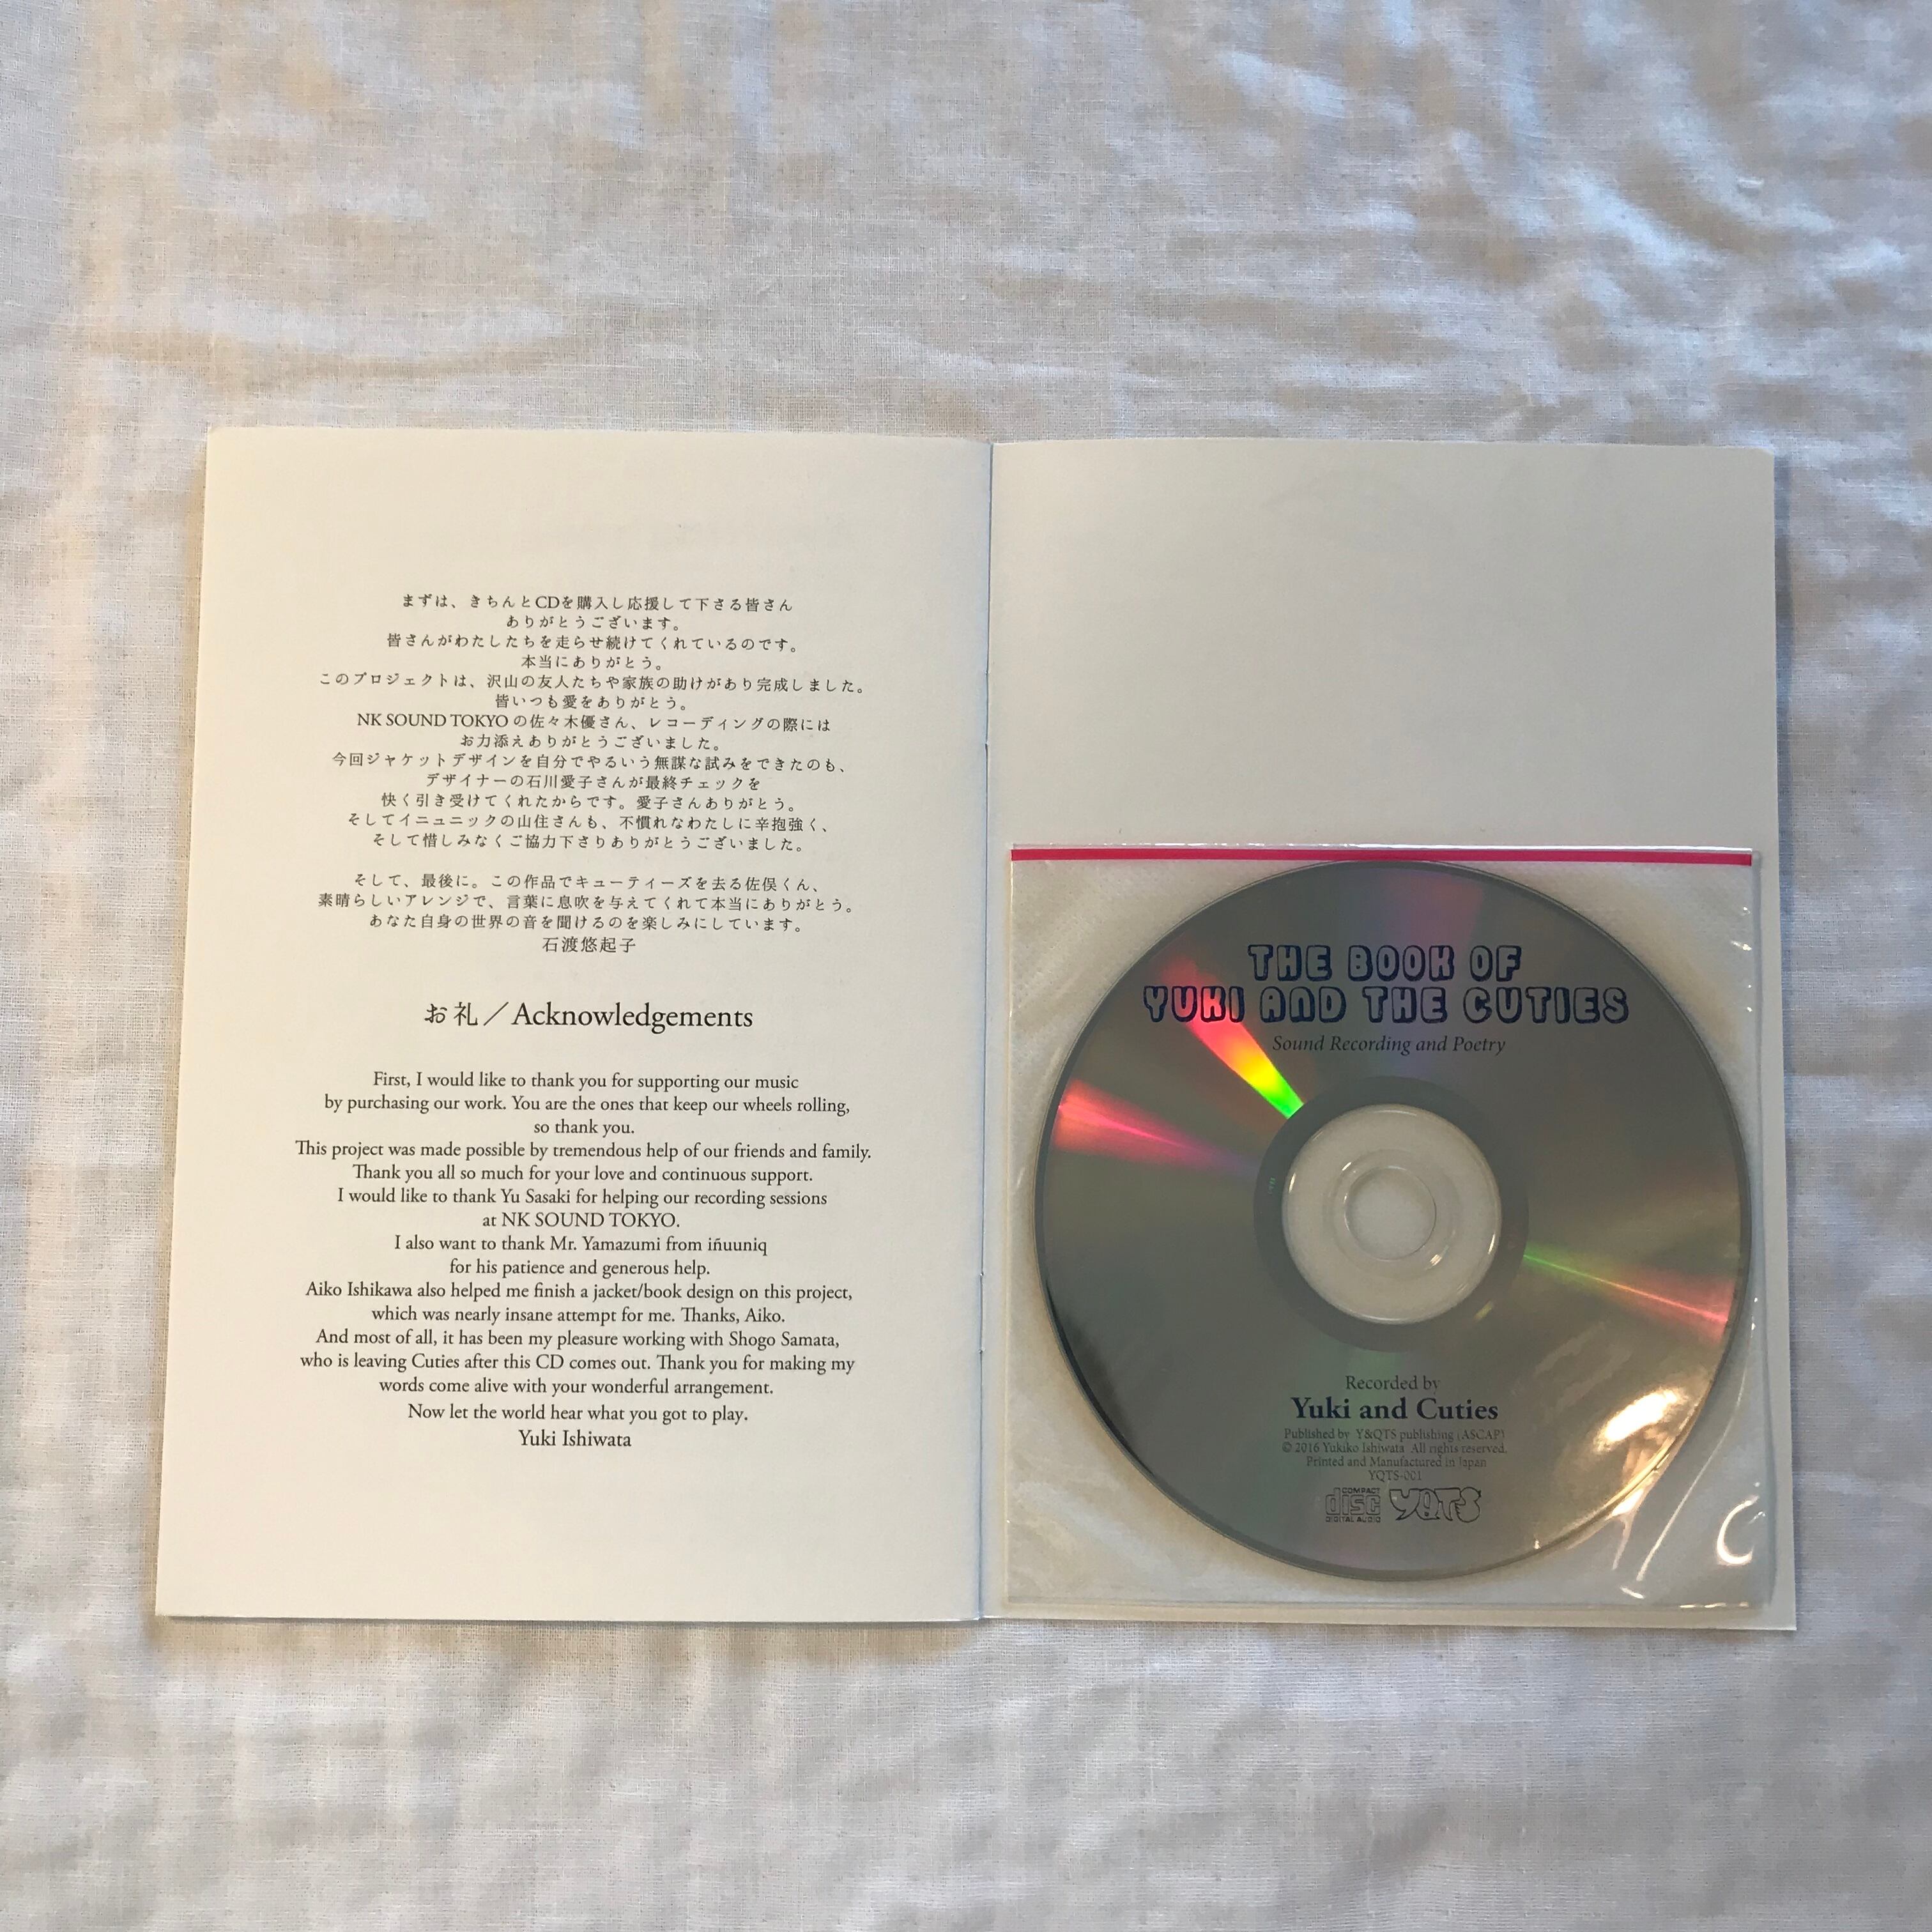 まずは、きちんとCDを購入し応援して下さる皆さん
ありがとうございます。
皆さんがわたしたちを走らせ続けてくれているのです。
本当にありがとう。
このプロジェクトは、沢山の友人たちや家族の助けがあり完成しました。
皆いつも愛をありがとう。
NK SOUND TOKYO の佐々木優さん、レコーディングの際には
お力添えありがとうございました。
今回ジャケットデザインを自分でやるいう無謀な試みをできたのも、
デザイナーの石川愛子さんが最終チェックを
快く引き受けてくれたからです。愛子さんありがとう。
そしてイニュニックの山住さんも、不慣れなわたしに辛抱強く、
そして惜しみなくご協力下さりありがとうございました。
そして、最後に。この作品でキューティーズを去る佐俣くん、
素晴らしいアレンジで、言葉に息吹を与えてくれて本当にありがとう。
あなた自身の世界の音を聞けるのを楽しみにしています。
石渡悠起子
お礼／Acknowledgements
First, I would like to thank you for supporting our music
by purchasing our work. You are the ones that keep our wheels rolling,
so thank you.
This project was made possible by tremendous help of our friends and family.
Thank you all so much for your love and continuous support.
I would like to thank Yu Sasaki for helping our recording sessions
at NK SOUND TOKYO.
I also want to thank Mr. Yamazumi from iñuuniq
for his patience and generous help.
Aiko Ishikawa also helped me finish a jacket/book design on this project,
which was nearly insane attempt for me. Thanks, Aiko.
And most of all, it has been my pleasure working with Shogo Samata,
who is leaving Cuties after this CD comes out. Thank you for making my
words come alive with your wonderful arrangement.
Now let the world hear what you got to play.
Yuki Ishiwata
THE BOOK OF
YUKI AND THE CUTIES
Sound Recording and Poetry
Recorded by
Yuki and Cuties
Published by Y&QTS publishing (ASCAP)
© 2016 Yukiko Ishiwata All rights reserved.
Printed and Manufactured in Japan
YQTS-001
COMPACT disc DIGITAL AUDIO YQTS